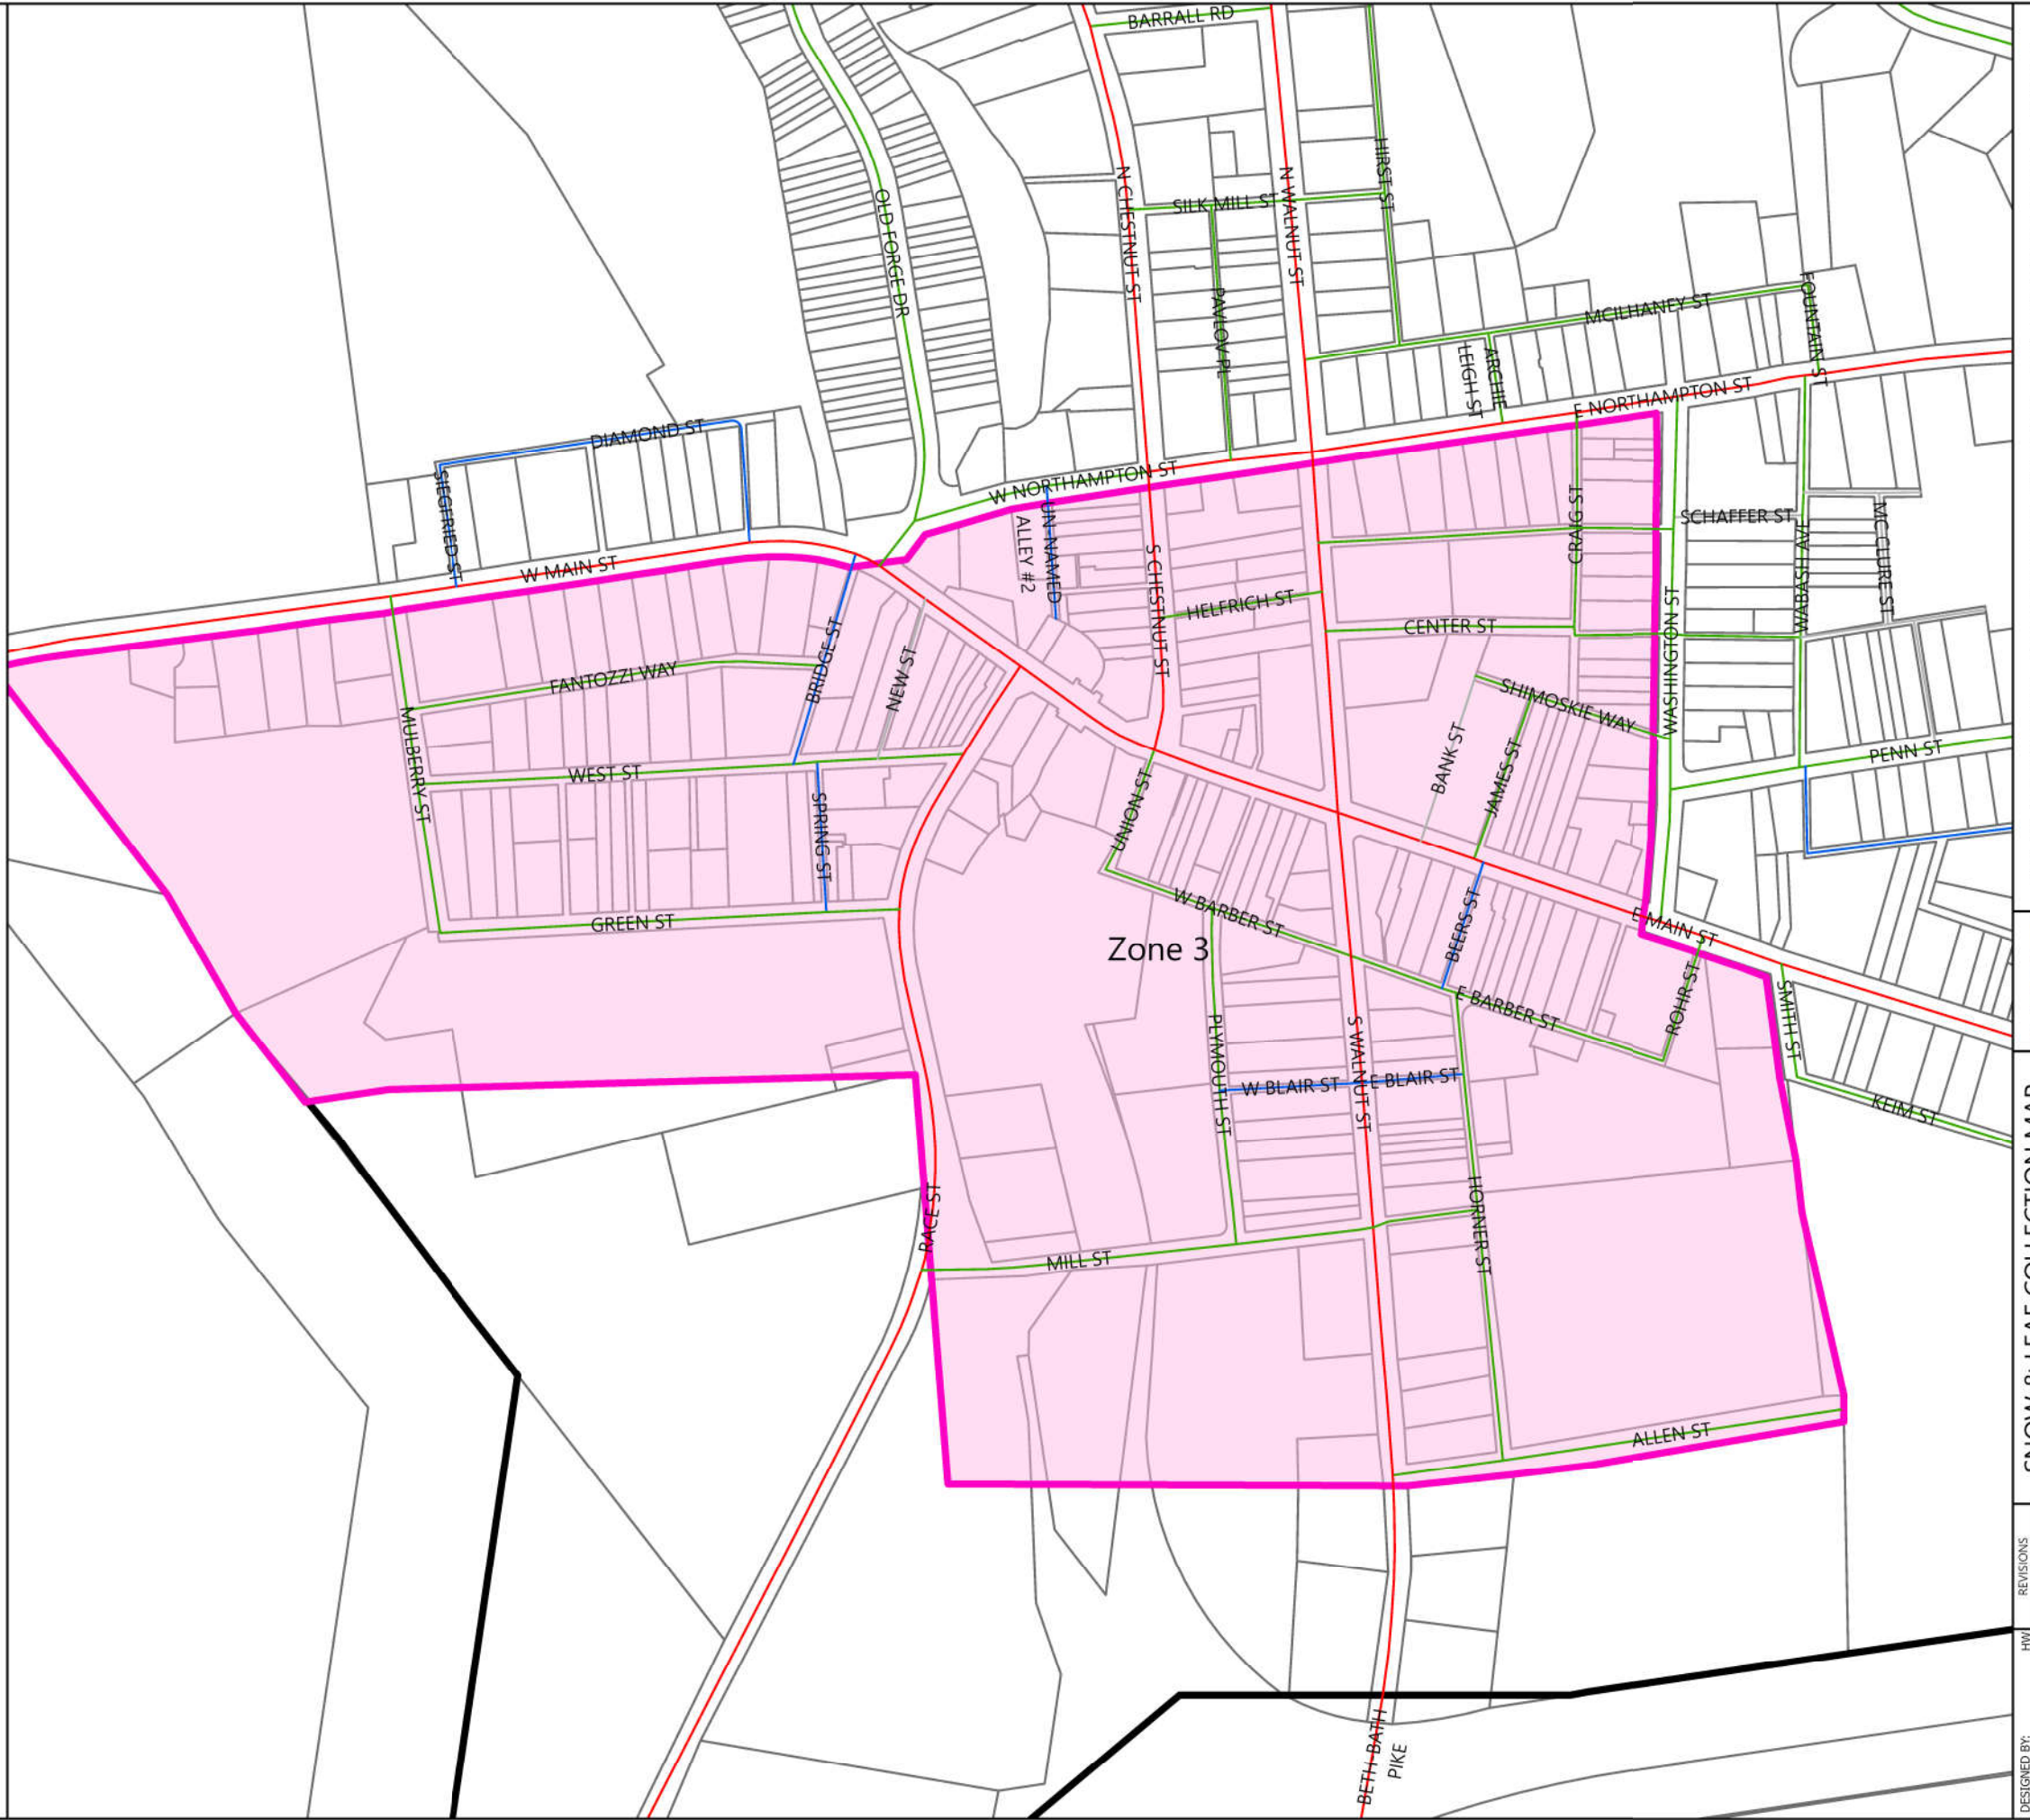 BARRALL RD
N CHESTNUT ST
N WALNUT ST
HIRST ST
SILK MILL ST
OLD FORGE DR
PAVLOV PL
MCILHANEY ST
FOUNTAIN ST
LEIGH ST
ARCHIE
E NORTHAMPTON ST
DIAMOND ST
SIEGFRIED ST
W NORTHAMPTON ST
UN-NAMED
ALLEY #2
W MAIN ST
CRAIG ST
SCHAFFER ST
WABASH AVE
MCCLURE ST
S CHESTNUT ST
HELFRICH ST
CENTER ST
WASHINGTON ST
BRIDGE ST
NEW ST
FANTOZZI WAY
SHIMOSKIE WAY
MULBERRY ST
WEST ST
BANK ST
JAMES ST
PENN ST
SPRING ST
UNION ST
GREEN ST
W BARBER ST
BEERS ST
E MAIN ST
Zone 3
E BARBER ST
ROHR ST
SMITH ST
PLYMOUTH ST
S WALNUT ST
W BLAIR ST
E BLAIR ST
KEIM ST
RACE ST
HORNER ST
MILL ST
ALLEN ST
BETH BATH
PIKE
SNOW & LEAF COLLECTION MAP
REVISIONS
HW
DESIGNED BY: